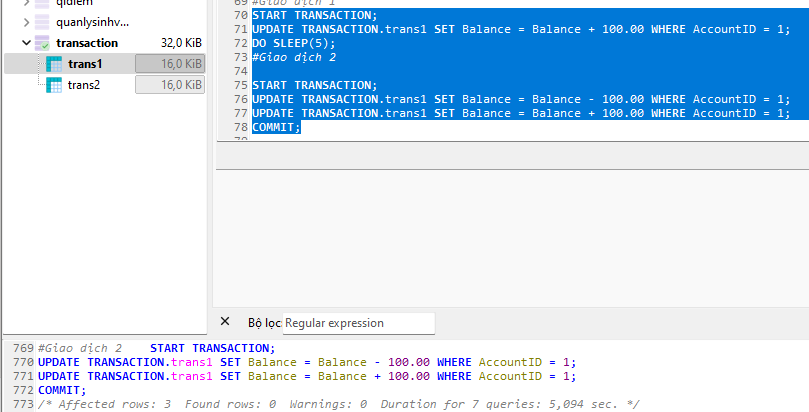 qldiem
quanlysinhv...
transaction 32,0 KiB
trans1 16,0 KiB
trans2 16,0 KiB
69 #Giao dịch 1
70 START TRANSACTION;
71 UPDATE TRANSACTION.trans1 SET Balance = Balance + 100.00 WHERE AccountID = 1;
72 DO SLEEP(5);
73 #Giao dịch 2
74
75 START TRANSACTION;
76 UPDATE TRANSACTION.trans1 SET Balance = Balance - 100.00 WHERE AccountID = 1;
77 UPDATE TRANSACTION.trans1 SET Balance = Balance + 100.00 WHERE AccountID = 1;
78 COMMIT;
Bộ lọc: Regular expression
769 #Giao dịch 2 START TRANSACTION;
770 UPDATE TRANSACTION.trans1 SET Balance = Balance - 100.00 WHERE AccountID = 1;
771 UPDATE TRANSACTION.trans1 SET Balance = Balance + 100.00 WHERE AccountID = 1;
772 COMMIT;
773 /* Affected rows: 3 Found rows: 0 Warnings: 0 Duration for 7 queries: 5,094 sec. */